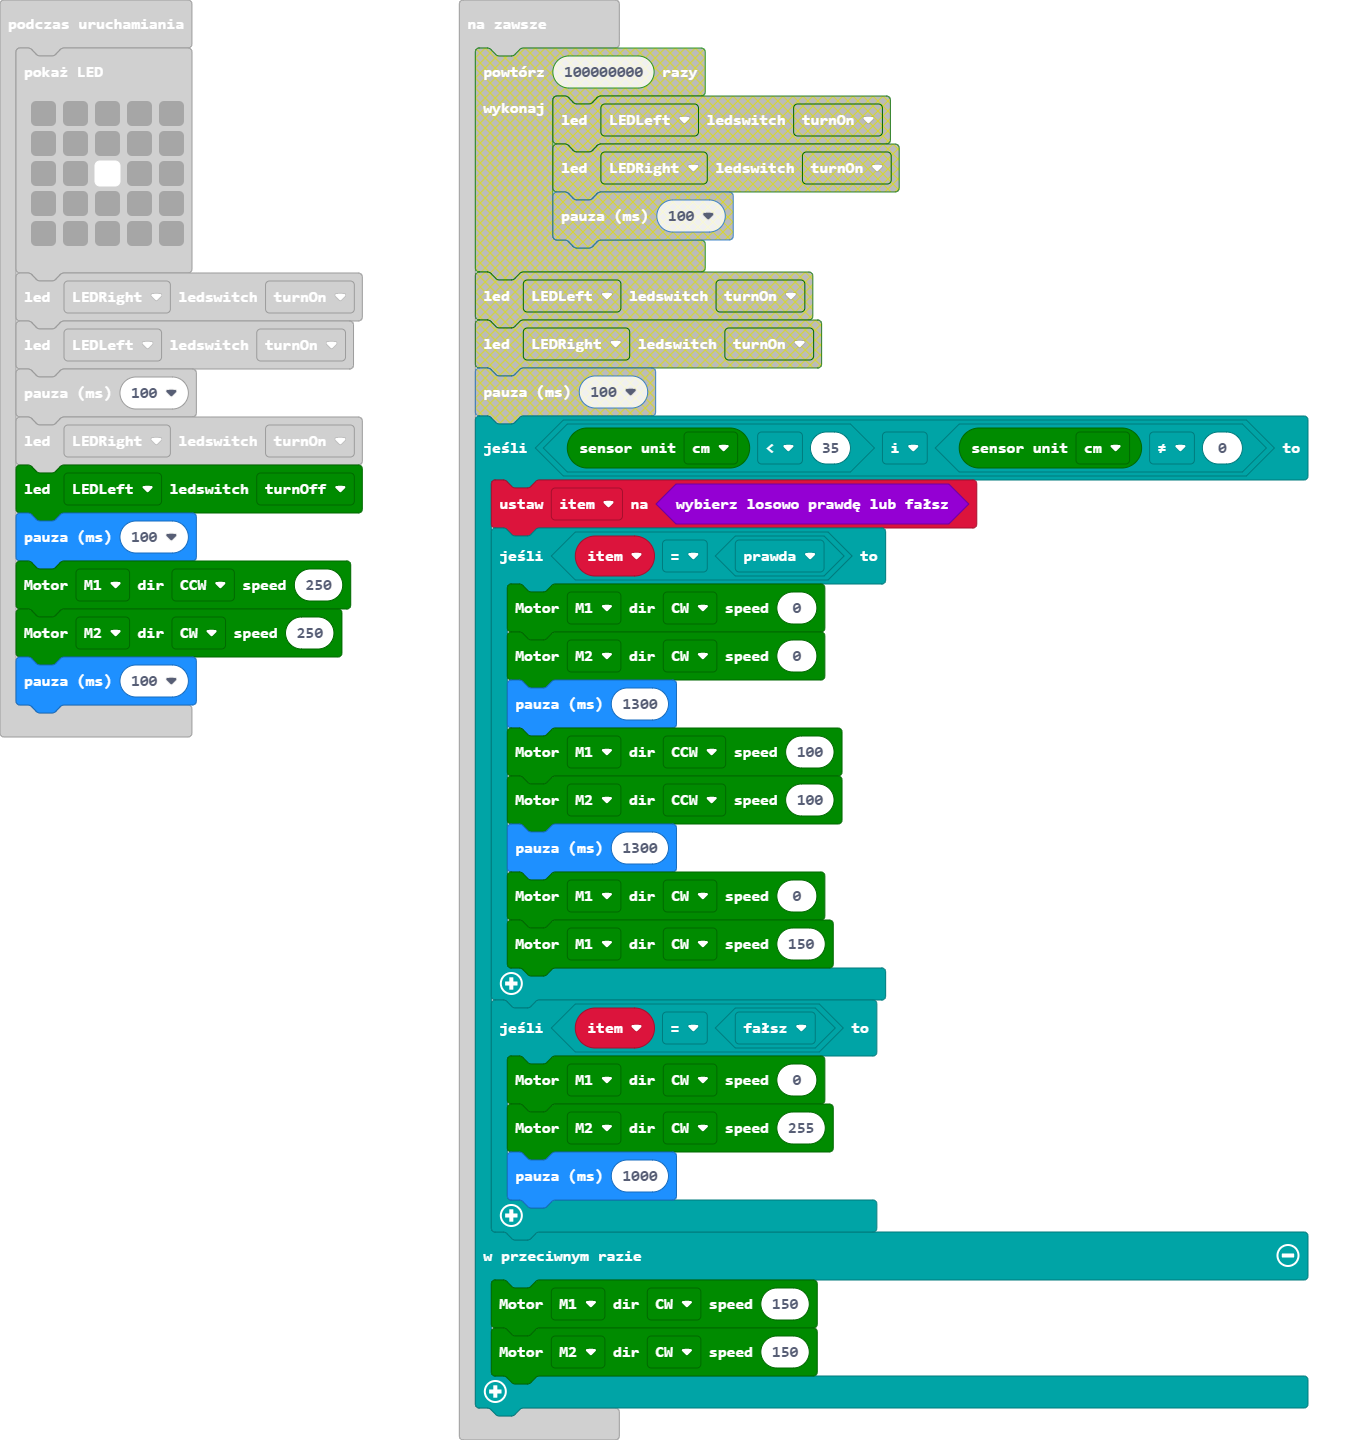 podczas uruchamiania
pokaż LED
led LEDRight ledswitch turnOn
led LEDLeft ledswitch turnOn
pauza (ms) 100
led LEDRight ledswitch turnOn
led LEDLeft ledswitch turnOff
pauza (ms) 100
Motor M1 dir CCW speed 250
Motor M2 dir CW speed 250
pauza (ms) 100
na zawsze
powtórz 100000000 razy
wykonaj
led LEDLeft ledswitch turnOn
led LEDRight ledswitch turnOn
pauza (ms) 100
led LEDLeft ledswitch turnOn
led LEDRight ledswitch turnOn
pauza (ms) 100
jeśli sensor unit cm < 35 i sensor unit cm ≠ 0 to
ustaw item na wybierz losowo prawdę lub fałsz
jeśli item = prawda to
Motor M1 dir CW speed 0
Motor M2 dir CW speed 0
pauza (ms) 1300
Motor M1 dir CCW speed 100
Motor M2 dir CCW speed 100
pauza (ms) 1300
Motor M1 dir CW speed 0
Motor M1 dir CW speed 150
jeśli item = fałsz to
Motor M1 dir CW speed 0
Motor M2 dir CW speed 255
pauza (ms) 1000
w przeciwnym razie
Motor M1 dir CW speed 150
Motor M2 dir CW speed 150